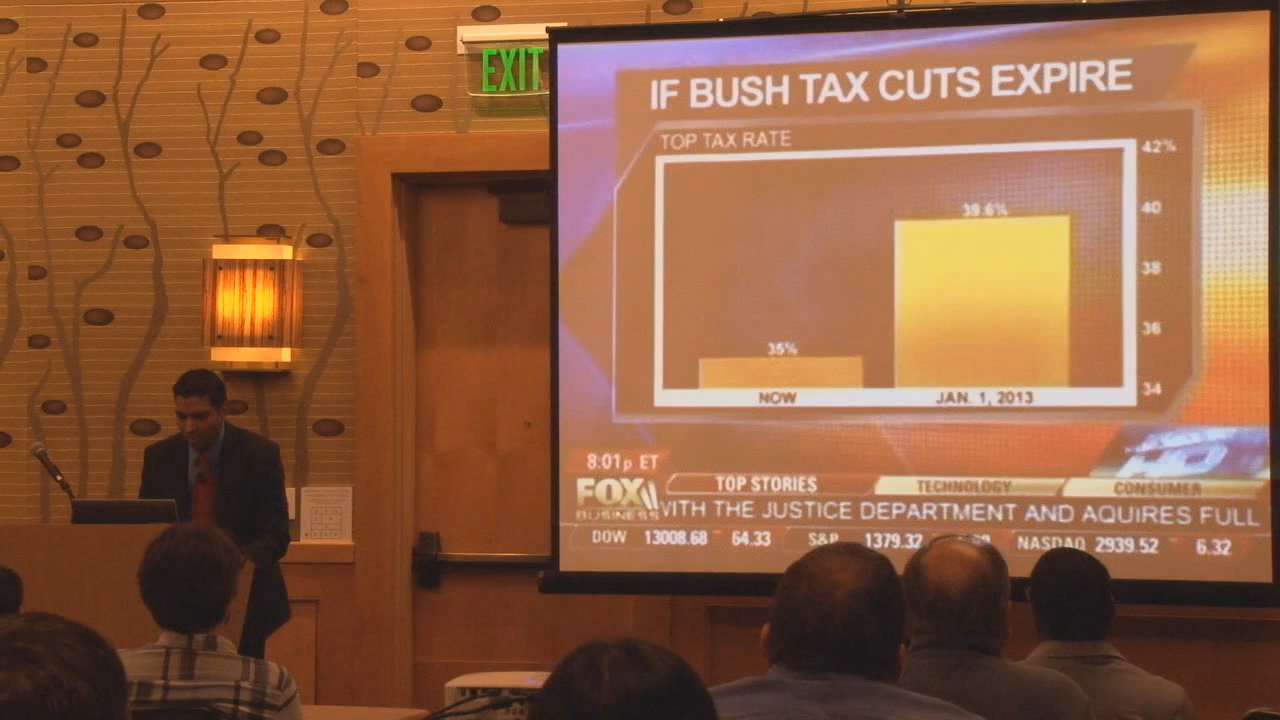 EXIT
IF BUSH TAX CUTS EXPIRE
TOP TAX RATE
42%
40
38
36
34
39.6%
35%
NOW JAN. 1, 2013
8:01p ET
TOP STORIES TECHNOLOGY CONSUMER
FOX
BUSINESS
WITH THE JUSTICE DEPARTMENT AND AQUIRES FULL
DOW 13008.68 64.33 S&P 1379.32 NASDAQ 2939.52 6.32